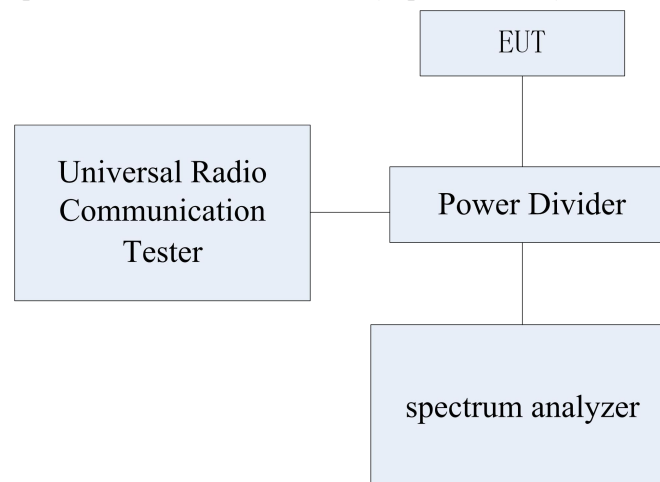 EUT
Universal Radio
Communication
Tester
Power Divider
spectrum analyzer